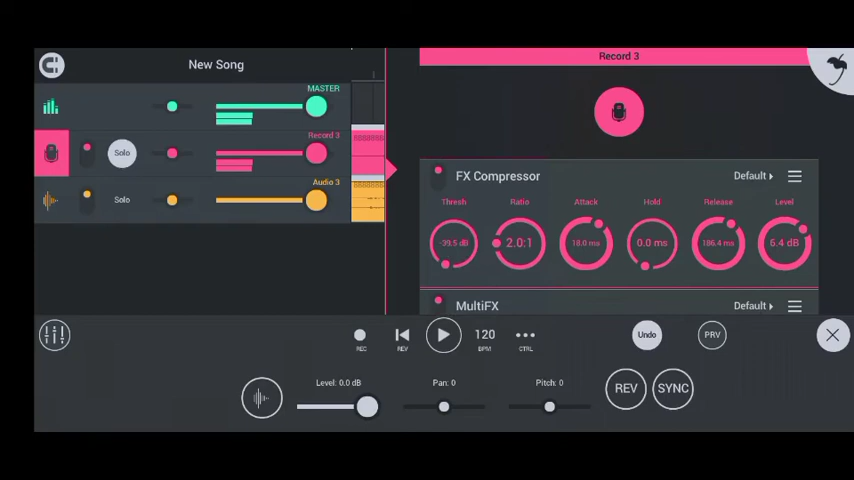 New Song
MASTER
Record 3
Solo
Audio 3
Solo
Record 3
FX Compressor
Default
Thresh Ratio Attack Hold Release Level
-39.5 dB 2.0:1 18.0 ms 0.0 ms 186.4 ms 6.4 dB
MultiFX
Default
REC REV 120 BPM CTRL
Undo PRV
Level: 0.0 dB Pan: 0 Pitch: 0
REV SYNC